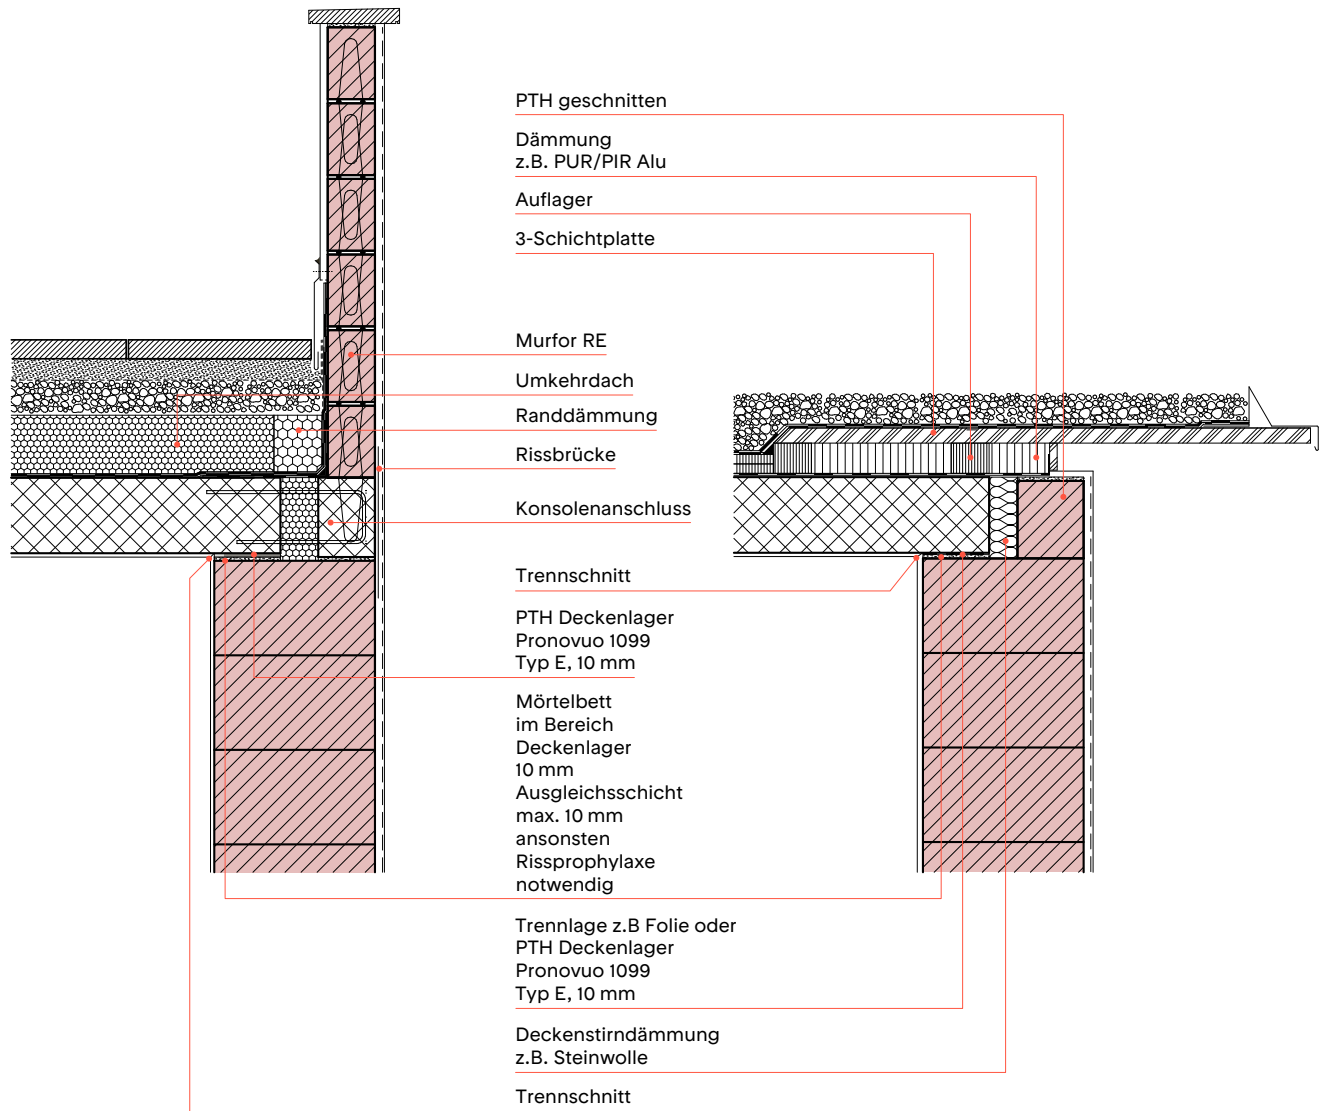 PTH geschnitten
Dämmung
z.B. PUR/PIR Alu
Auflager
3-Schichtplatte
Murfor RE
Umkehrdach
Randdämmung
Rissbrücke
Konsolenanschluss
Trennschnitt
PTH Deckenlager
Pronovuo 1099
Typ E, 10 mm
Mörtelbett
im Bereich
Deckenlager
10 mm
Ausgleichsschicht
max. 10 mm
ansonsten
Rissprophylaxe
notwendig
Trennlage z.B Folie oder
PTH Deckenlager
Pronovuo 1099
Typ E, 10 mm
Deckenstirndämmung
z.B. Steinwolle
Trennschnitt